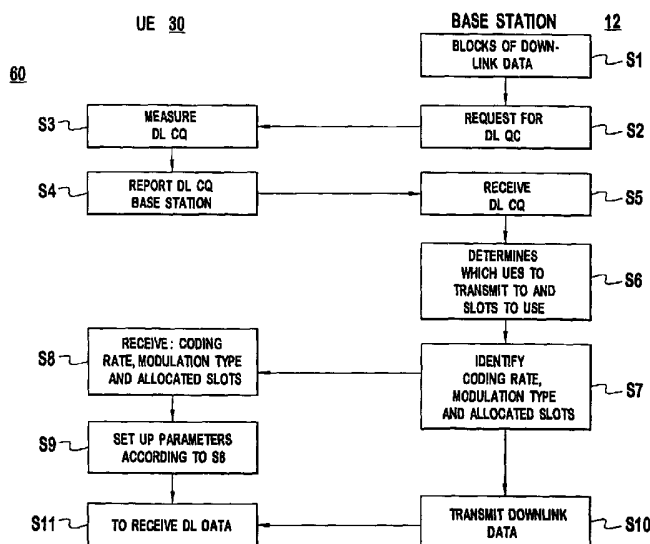 UE 30
BASE STATION 12
60
BLOCKS OF DOWN-
LINK DATA
S1
S3
MEASURE
DL CQ
REQUEST FOR
DL QC
S2
S4
REPORT DL CQ
BASE STATION
RECEIVE
DL CQ
S5
DETERMINES
WHICH UES TO
TRANSMIT TO AND
SLOTS TO USE
S6
S8
RECEIVE: CODING
RATE, MODULATION TYPE
AND ALLOCATED SLOTS
IDENTIFY
CODING RATE,
MODULATION TYPE
AND ALLOCATED SLOTS
S7
S9
SET UP PARAMETERS
ACCORDING TO S8
S11
TO RECEIVE DL DATA
TRANSMIT DOWNLINK
DATA
S10